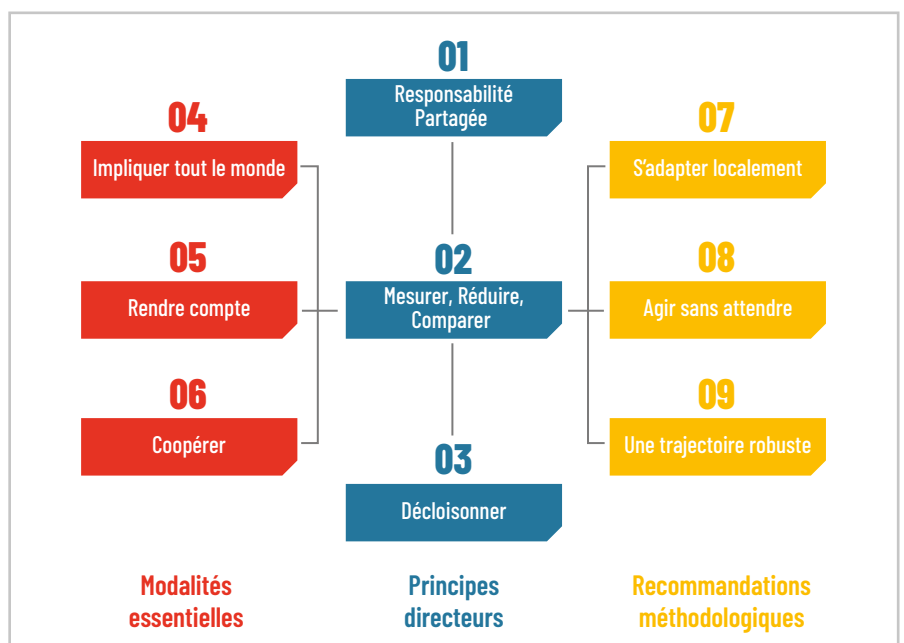 01
Responsabilité
Partagée
04
Impliquer tout le monde
07
S'adapter localement
05
Rendre compte
02
Mesurer, Réduire,
Comparer
08
Agir sans attendre
06
Coopérer
03
Décloisonner
09
Une trajectoire robuste
Modalités
essentielles
Principes
directeurs
Recommandations
méthodologiques